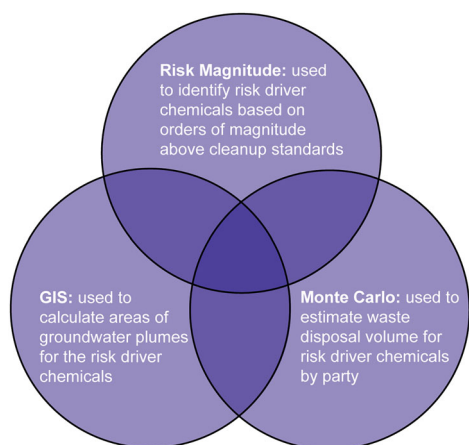 Risk Magnitude: used
to identify risk driver
chemicals based on
orders of magnitude
above cleanup standards
GIS: used to
calculate areas of
groundwater plumes
for the risk driver
chemicals
Monte Carlo: used to
estimate waste
disposal volume for
risk driver chemicals
by party